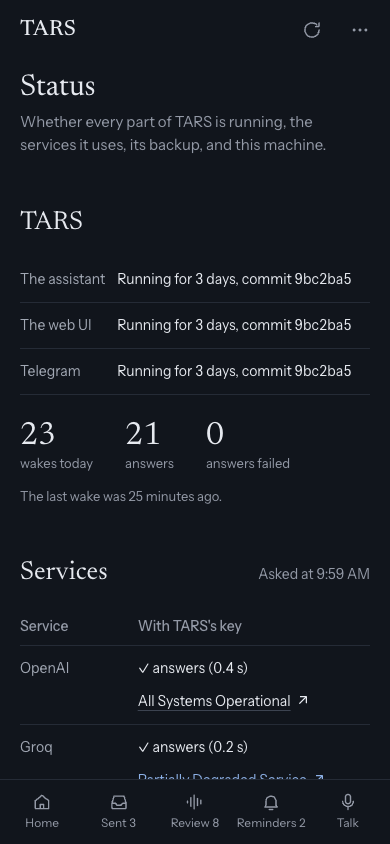 TARS
Status
Whether every part of TARS is running, the
services it uses, its backup, and this machine.
TARS
The assistant Running for 3 days, commit 9bc2ba5
The web UI Running for 3 days, commit 9bc2ba5
Telegram Running for 3 days, commit 9bc2ba5
23 21 0
wakes today answers answers failed
The last wake was 25 minutes ago.
Services Asked at 9:59 AM
Service With TARS's key
OpenAI ✓ answers (0.4 s)
All Systems Operational ↗
Groq ✓ answers (0.2 s)
Partially Degraded Service ↗
Home Sent 3 Review 8 Reminders 2 Talk